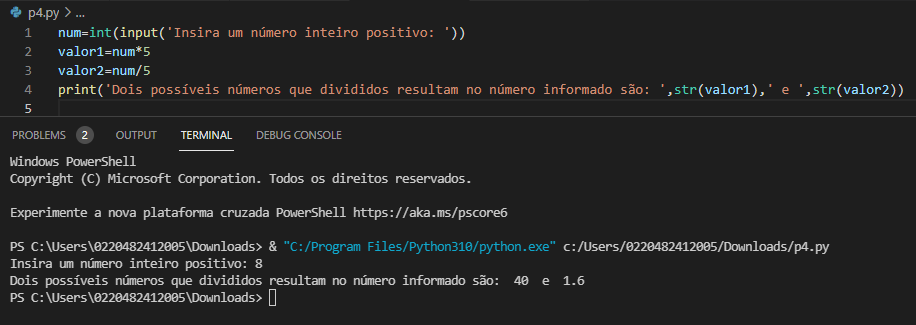 p4.py > ...
1 num=int(input('Insira um número inteiro positivo: '))
2 valor1=num*5
3 valor2=num/5
4 print('Dois possíveis números que divididos resultam no número informado são: ',str(valor1),' e ',str(valor2))
5
PROBLEMS 2 OUTPUT TERMINAL DEBUG CONSOLE
Windows PowerShell
Copyright (C) Microsoft Corporation. Todos os direitos reservados.
Experimente a nova plataforma cruzada PowerShell https://aka.ms/pscore6
PS C:\Users\0220482412005\Downloads> & "C:/Program Files/Python310/python.exe" c:/Users/0220482412005/Downloads/p4.py
Insira um número inteiro positivo: 8
Dois possíveis números que divididos resultam no número informado são:  40  e  1.6
PS C:\Users\0220482412005\Downloads>